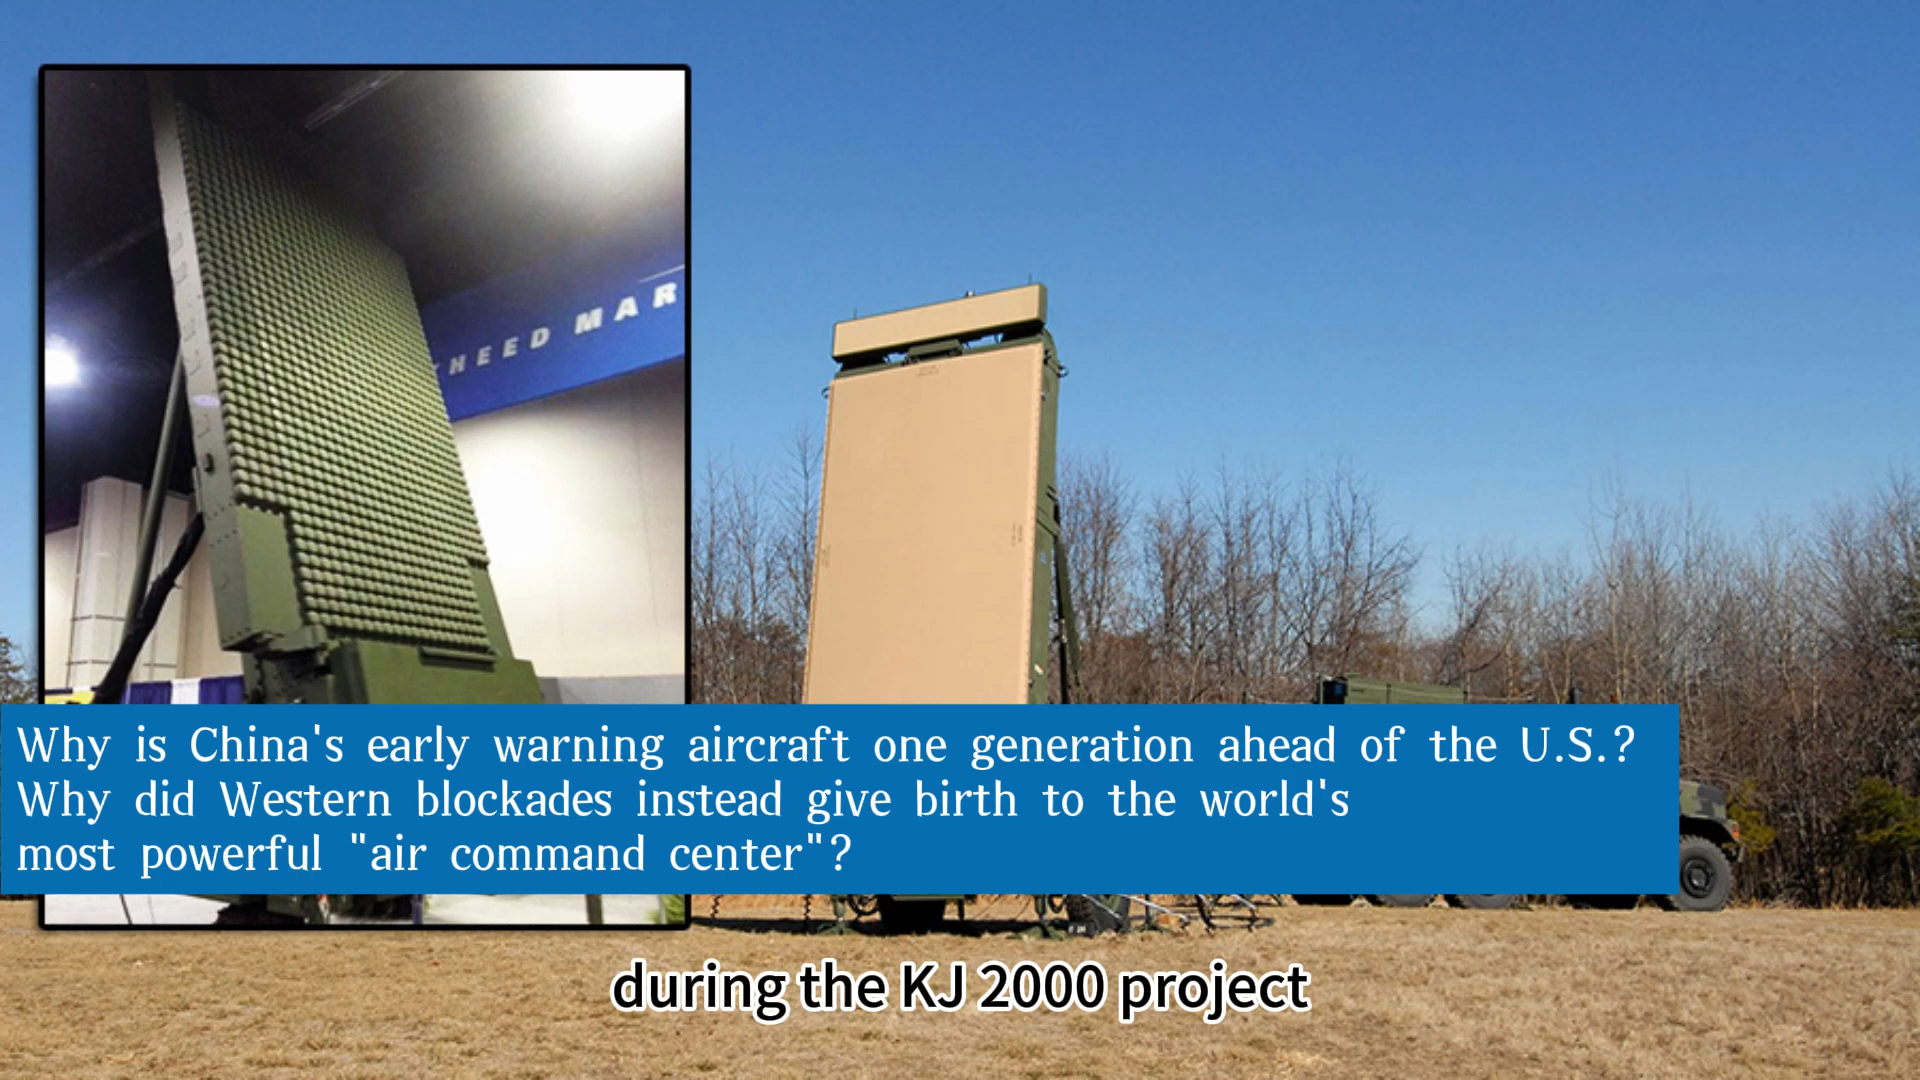 HEED MAR
Why is China's early warning aircraft one generation ahead of the U.S.?
Why did Western blockades instead give birth to the world's
most powerful "air command center"?
during the KJ 2000 project